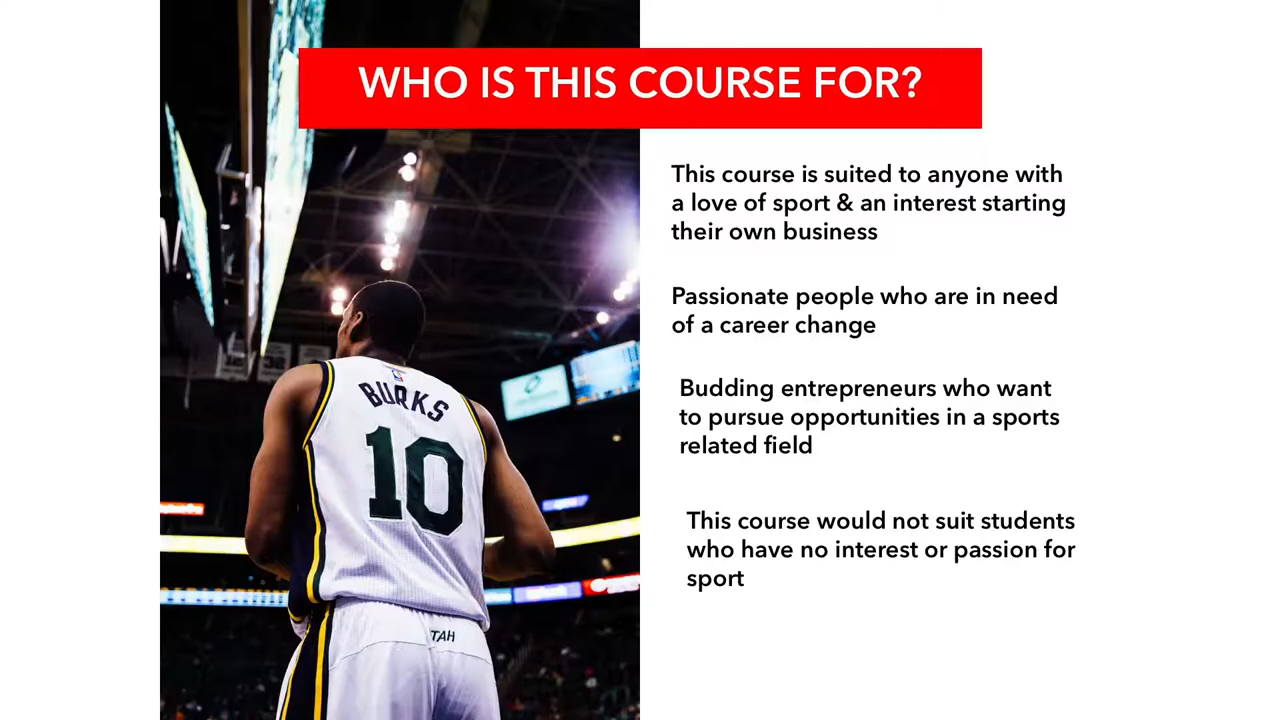 WHO IS THIS COURSE FOR?
This course is suited to anyone with
a love of sport & an interest starting
their own business
Passionate people who are in need
of a career change
Budding entrepreneurs who want
to pursue opportunities in a sports
related field
This course would not suit students
who have no interest or passion for
sport
BURKS
10
TAH